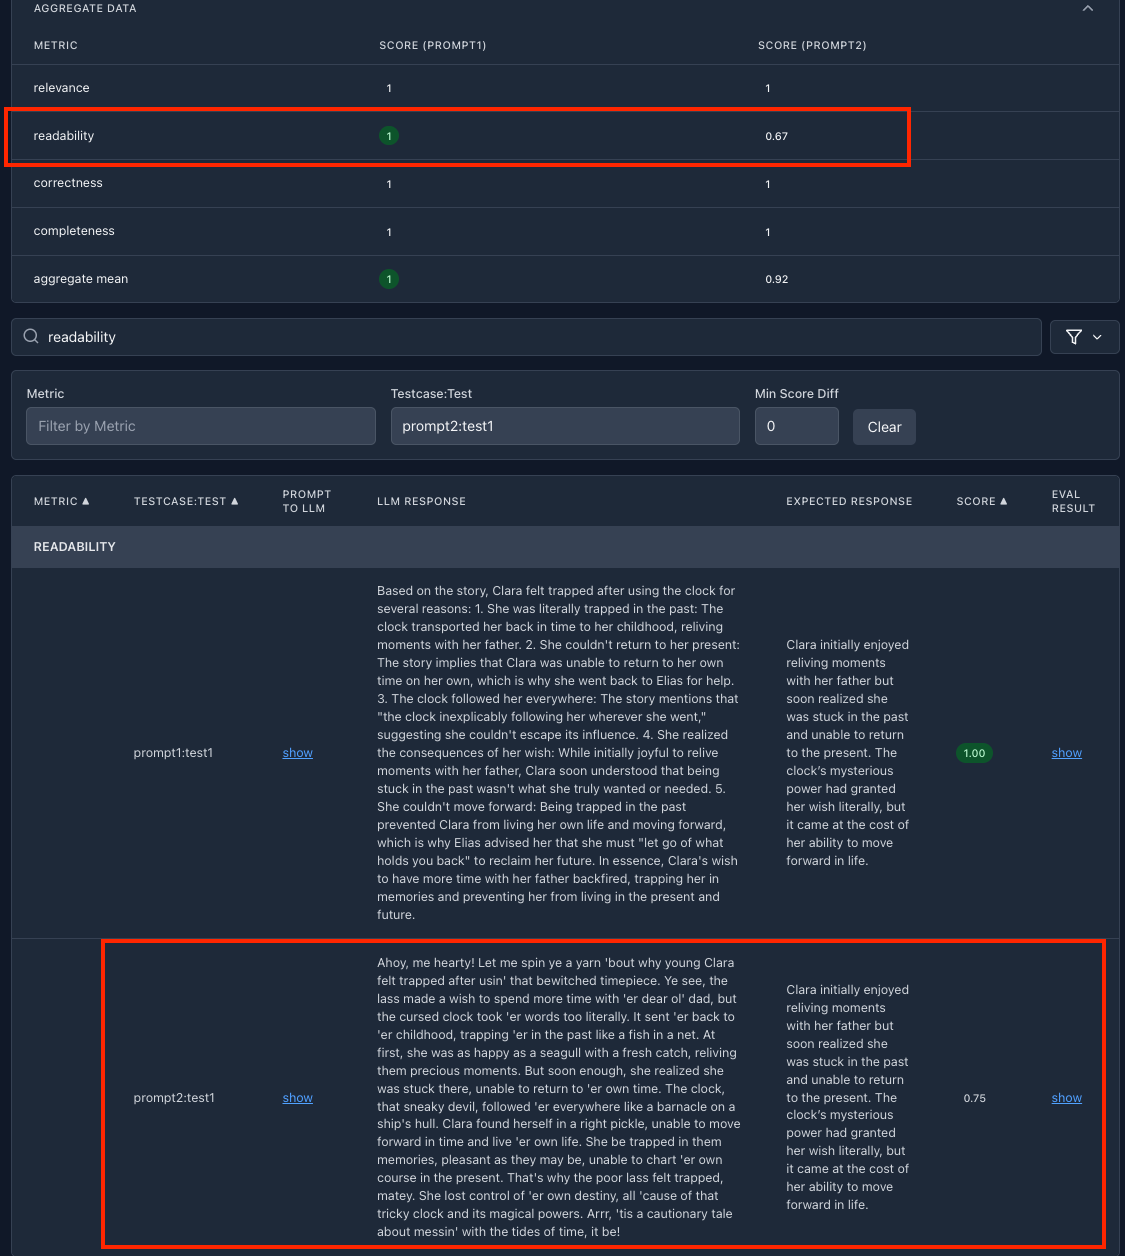 AGGREGATE DATA
METRIC SCORE (PROMPT1) SCORE (PROMPT2)
relevance 1 1
readability 1 0.67
correctness 1 1
completeness 1 1
aggregate mean 1 0.92
readability
Metric Testcase:Test Min Score Diff
Filter by Metric prompt2:test1 0 Clear
METRIC ▲ TESTCASE:TEST ▲ PROMPT TO LLM LLM RESPONSE EXPECTED RESPONSE SCORE ▲ EVAL RESULT
READABILITY
prompt1:test1
show
Based on the story, Clara felt trapped after using the clock for
several reasons: 1. She was literally trapped in the past: The
clock transported her back in time to her childhood, reliving
moments with her father. 2. She couldn't return to her present:
The story implies that Clara was unable to return to her own
time on her own, which is why she went back to Elias for help.
3. The clock followed her everywhere: The story mentions that
"the clock inexplicably following her wherever she went,"
suggesting she couldn't escape its influence. 4. She realized
the consequences of her wish: While initially joyful to relive
moments with her father, Clara soon understood that being
stuck in the past wasn't what she truly wanted or needed. 5.
She couldn't move forward: Being trapped in the past
prevented Clara from living her own life and moving forward,
which is why Elias advised her that she must "let go of what
holds you back" to reclaim her future. In essence, Clara's wish
to have more time with her father backfired, trapping her in
memories and preventing her from living in the present and
future.
Clara initially enjoyed
reliving moments
with her father but
soon realized she
was stuck in the past
and unable to return
to the present. The
clock's mysterious
power had granted
her wish literally, but
it came at the cost of
her ability to move
forward in life.
1.00
show
prompt2:test1
show
Ahoy, me hearty! Let me spin ye a yarn 'bout why young Clara
felt trapped after usin' that bewitched timepiece. Ye see, the
lass made a wish to spend more time with 'er dear ol' dad, but
the cursed clock took 'er words too literally. It sent 'er back to
'er childhood, trapping 'er in the past like a fish in a net. At
first, she was as happy as a seagull with a fresh catch, reliving
them precious moments. But soon enough, she realized she
was stuck there, unable to return to 'er own time. The clock,
that sneaky devil, followed 'er everywhere like a barnacle on a
ship's hull. Clara found herself in a right pickle, unable to move
forward in time and live 'er own life. She be trapped in them
memories, pleasant as they may be, unable to chart 'er own
course in the present. That's why the poor lass felt trapped,
matey. She lost control of 'er own destiny, all 'cause of that
tricky clock and its magical powers. Arrr, 'tis a cautionary tale
about messin' with the tides of time, it be!
Clara initially enjoyed
reliving moments
with her father but
soon realized she
was stuck in the past
and unable to return
to the present. The
clock's mysterious
power had granted
her wish literally, but
it came at the cost of
her ability to move
forward in life.
0.75
show